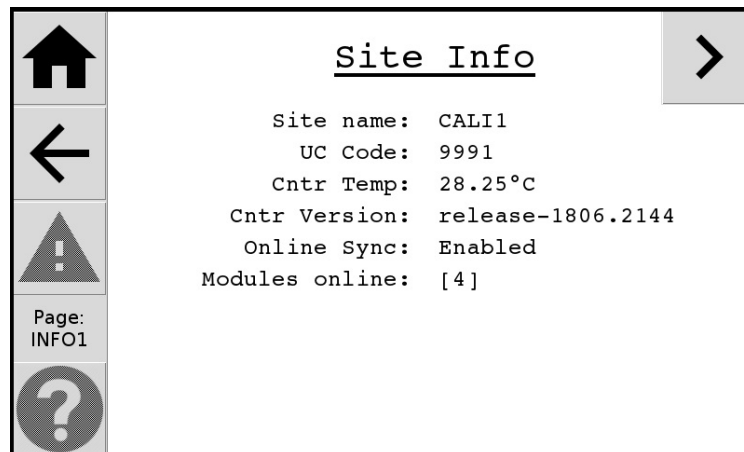 Site Info
Site name: CALI1
UC Code: 9991
Cntr Temp: 28.25°C
Cntr Version: release-1806.2144
Online Sync: Enabled
Modules online: [4]
Page:
INFO1